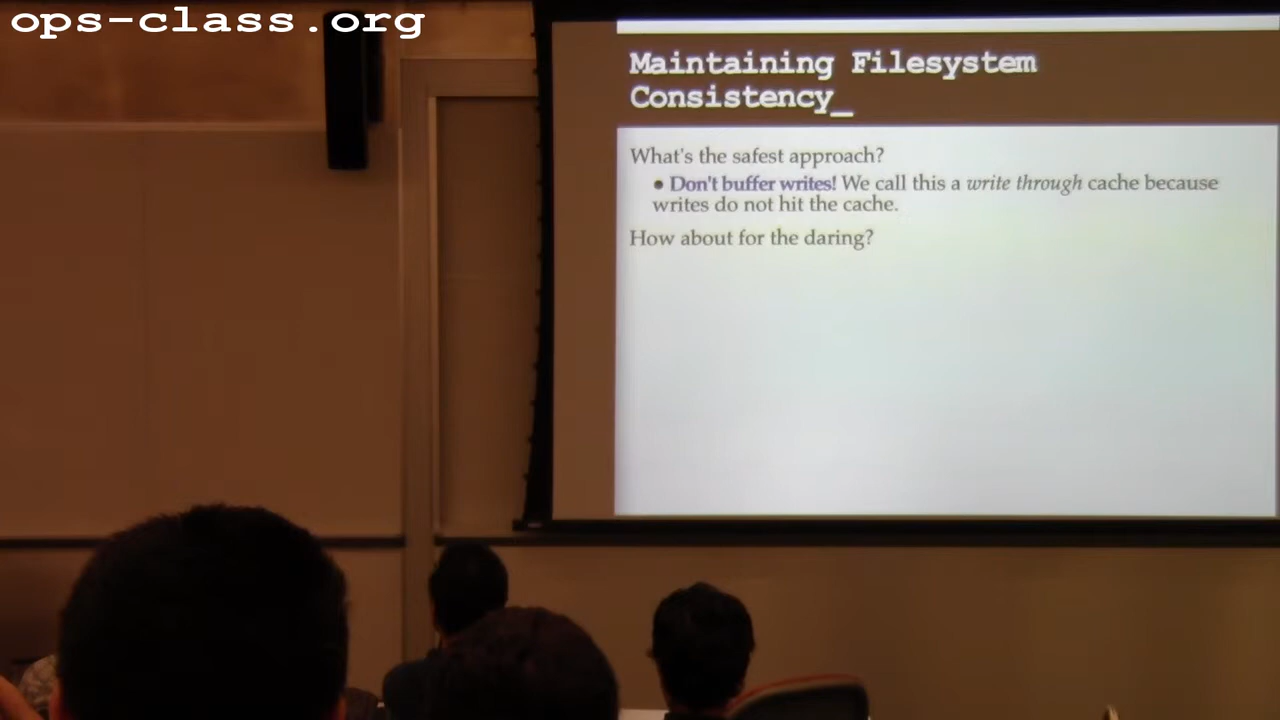 ops-class.org
Maintaining Filesystem
Consistency_
What's the safest approach?
• Don't buffer writes! We call this a write through cache because
writes do not hit the cache.
How about for the daring?